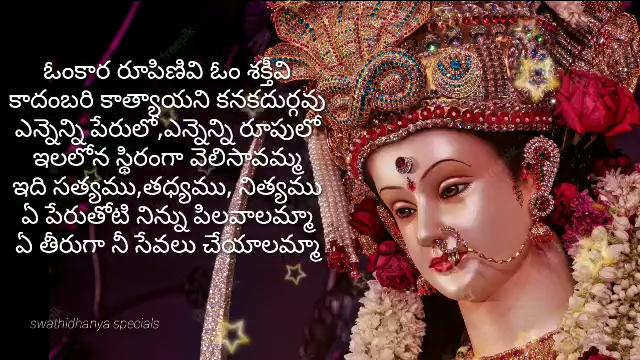 ఓంకార రూపిణివి ఓం శక్తివి
కాదంబరి కాత్యాయని కనకదుర్గవు
ఎన్నెన్ని పేరులో,ఎన్నెన్ని రూపులో
ఇలలోన స్థిరంగా వెలిసావమ్మ
ఇది సత్యము,తధ్యము, నిత్యము
ఏ పేరుతోటి నిన్ను పిలవాలమ్మా
ఏ తీరుగా నీ సేవలు చేయాలమ్మా
swathidhanya specials